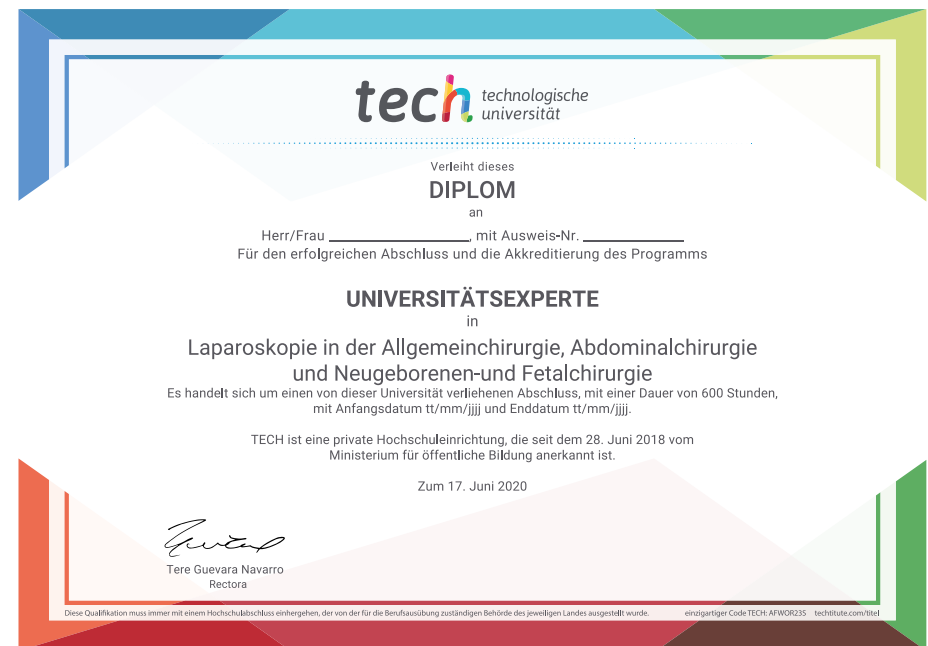 tech technologische
universität
Verleiht dieses
DIPLOM
an
Herr/Frau ____________, mit Ausweis-Nr. ____________
Für den erfolgreichen Abschluss und die Akkreditierung des Programms
UNIVERSITÄTSEXPERTE
in
Laparoskopie in der Allgemeinchirurgie, Abdominalchirurgie
und Neugeborenen-und Fetalchirurgie
Es handelt sich um einen von dieser Universität verliehenen Abschluss, mit einer Dauer von 600 Stunden,
mit Anfangsdatum tt/mm/jjjj und Enddatum tt/mm/jjjj.
TECH ist eine private Hochschuleinrichtung, die seit dem 28. Juni 2018 vom
Ministerium für öffentliche Bildung anerkannt ist.
Zum 17. Juni 2020
Tere Guevara Navarro
Rectora
Diese Qualifikation muss immer mit einem Hochschulabschluss einhergehen, der von der für die Berufsausübung zuständigen Behörde des jeweiligen Landes ausgestellt wurde. einzigartiger Code TECH: AFWOR23S techtitute.com/titel